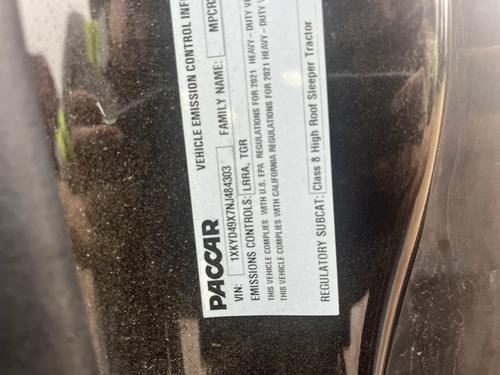 VEHICLE EMISSION CONTROL
PACCAR
VIN: 1XKYD49X7NJ484303 FAMILY NAME:
EMISSIONS CONTROLS: LRRA, TGR
THIS VEHICLE COMPLIES WITH U.S. EPA REGULATIONS FOR 2021 HEAVY-DUTY
THIS VEHICLE COMPLIES WITH CALIFORNIA REGULATIONS FOR 2021 HEAVY-DUTY
REGULATORY SUBCAT: Class 8 High Roof Sleeper Tractor